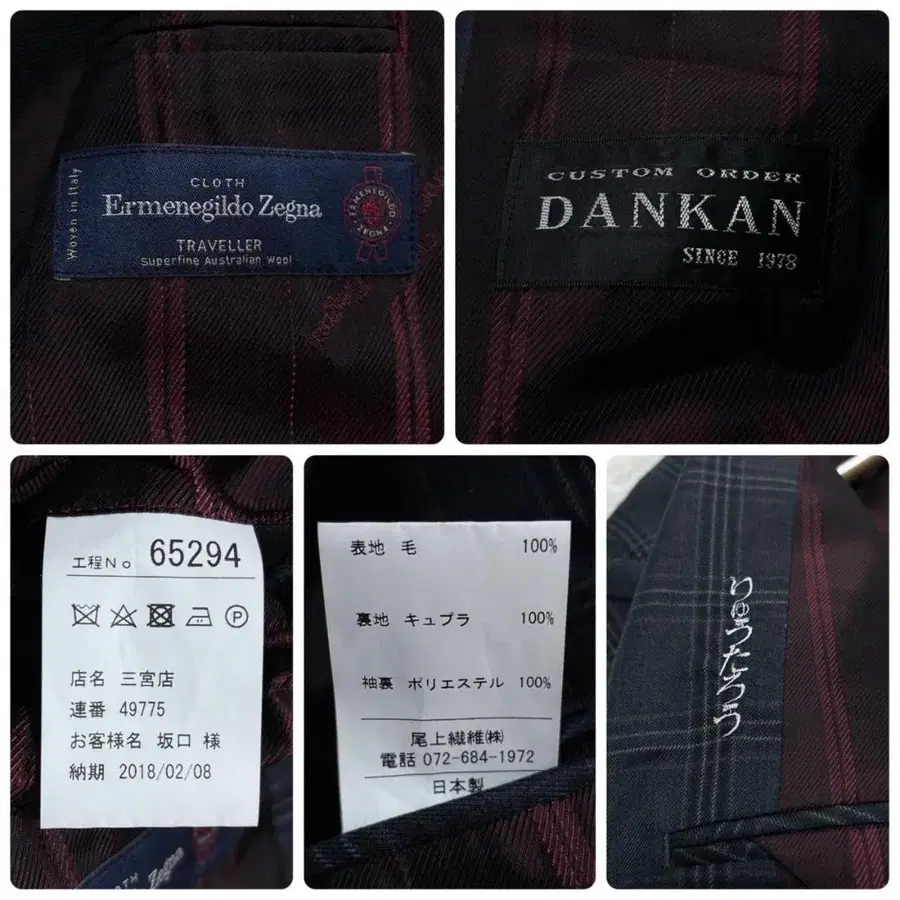 Woven in Italy
CLOTH
Ermenegildo Zegna
TRAVELLER
Superfine Australian Wool
ERMENEGILDO
ZEGNA
CUSTOM ORDER
DANKAN
SINCE 1978
工程No 65294
P
店名 三宮店
連番 49775
お客様名 坂口 様
納期 2018/02/08
CLOTH
Zegna
表地 毛 100%
裏地 キュプラ 100%
袖裏 ポリエステル 100%
尾上繊維㈱
電話 072-684-1972
日本製
りゅうたろう